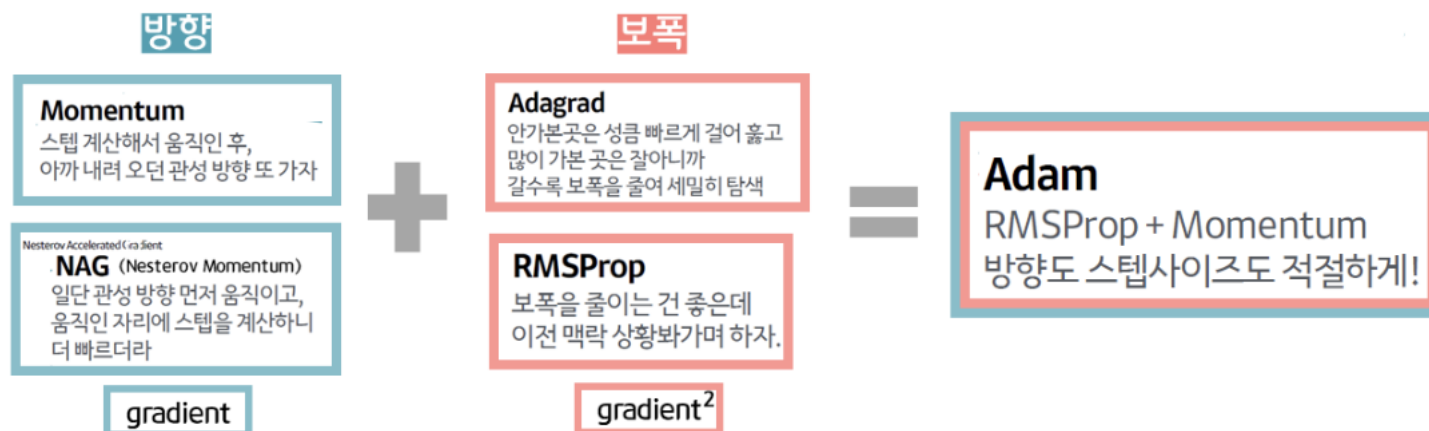 방향
Momentum
스텝 계산해서 움직인 후,
아까 내려 오던 관성 방향 또 가자
Nesterov Accelerated Gradient
NAG (Nesterov Momentum)
일단 관성 방향 먼저 움직이고,
움직인 자리에 스텝을 계산하니
더 빠르더라
gradient
+
보폭
Adagrad
안가본곳은 성큼 빠르게 걸어 훓고
많이 가본 곳은 잘아니까
갈수록 보폭을 줄여 세밀히 탐색
RMSProp
보폭을 줄이는 건 좋은데
이전 맥락 상황봐가며 하자.
gradient²
=
Adam
RMSProp + Momentum
방향도 스텝사이즈도 적절하게!